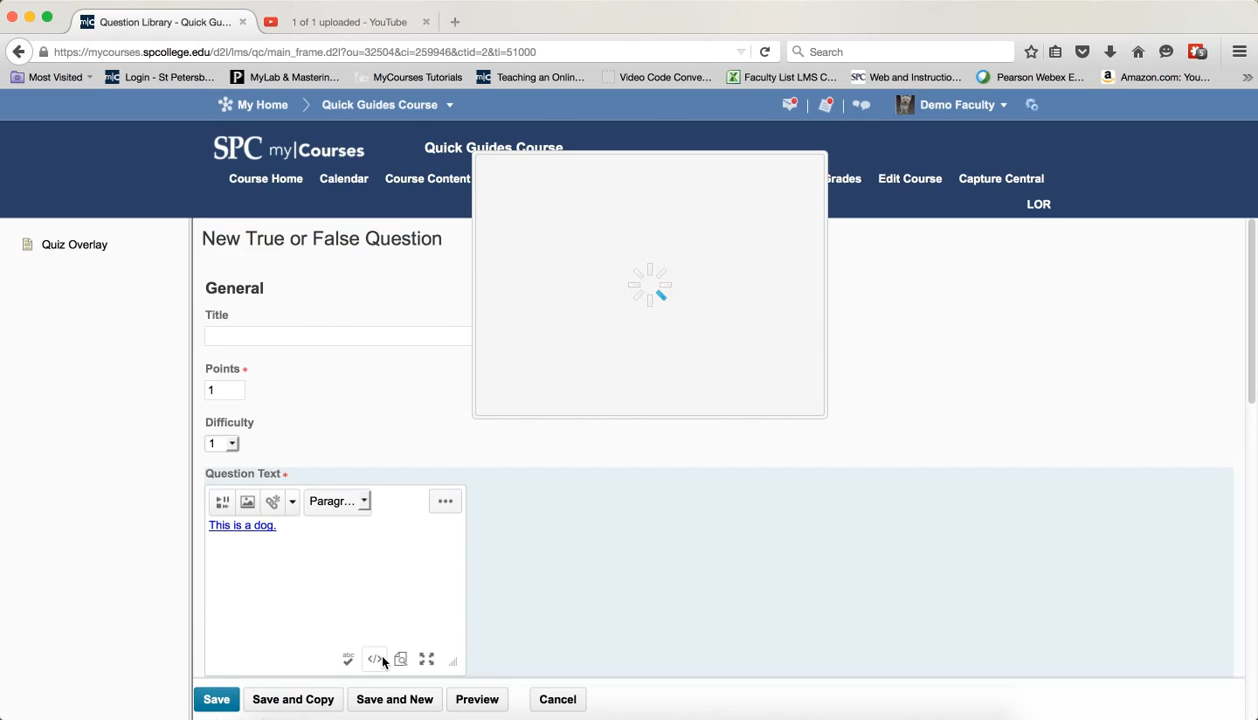 Question Library - Quick Gu...
1 of 1 uploaded - YouTube
https://mycourses.spcollege.edu/d2l/lms/qc/main_frame.d2l?ou=32504&ci=259946&ctid=2&ti=51000
Search
5
Most Visited
m|c Login - St Petersb...
P MyLab & Mastering...
MyCourses Tutorials
m|c Teaching an Onlin...
Video Code Conve...
Faculty List LMS C...
SPC Web and Instructio...
Pearson Webex E...
a Amazon.com: You...
My Home
Quick Guides Course
Demo Faculty
SPC my|Courses
Quick Guides Course
Course Home
Calendar
Course Content
Grades
Edit Course
Capture Central
LOR
Quiz Overlay
New True or False Question
General
Title
Points *
1
Difficulty
1
Question Text *
Paragr...
This is a dog.
abc
</>
Save
Save and Copy
Save and New
Preview
Cancel